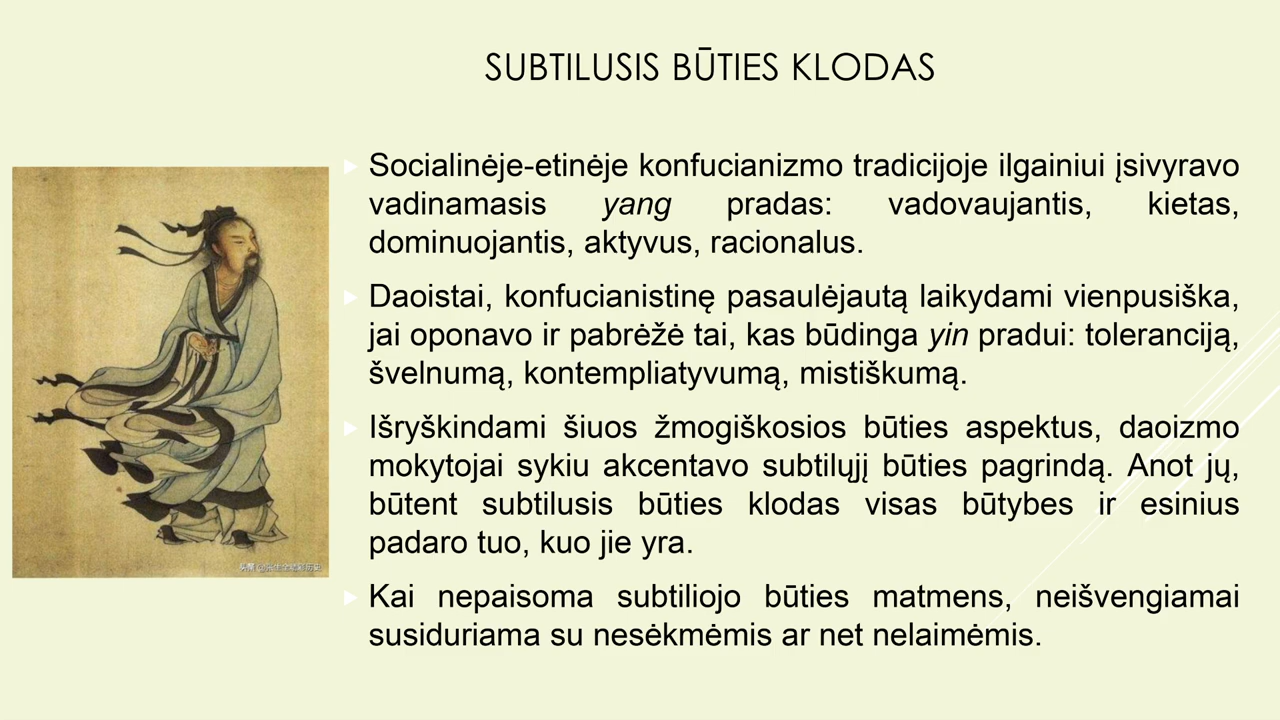 SUBTILUSIS BŪTIES KLODAS
Socialinėje-etinėje konfucianizmo tradicijoje ilgainiui įsivyravo
vadinamasis yang pradas: vadovaujantis, kietas,
dominuojantis, aktyvus, racionalus.
Daoistai, konfucianistinę pasaulėjautą laikydami vienpusiška,
jai oponavo ir pabrėžė tai, kas būdinga yin pradui: toleranciją,
švelnumą, kontempliatyvumą, mistiškumą.
Išryškindami šiuos žmogiškosios būties aspektus, daoizmo
mokytojai sykiu akcentavo subtilųjį būties pagrindą. Anot jų,
būtent subtilusis būties klodas visas būtybes ir esinius
padaro tuo, kuo jie yra.
Kai nepaisoma subtiliojo būties matmens, neišvengiamai
susiduriama su nesėkmėmis ar net nelaimėmis.